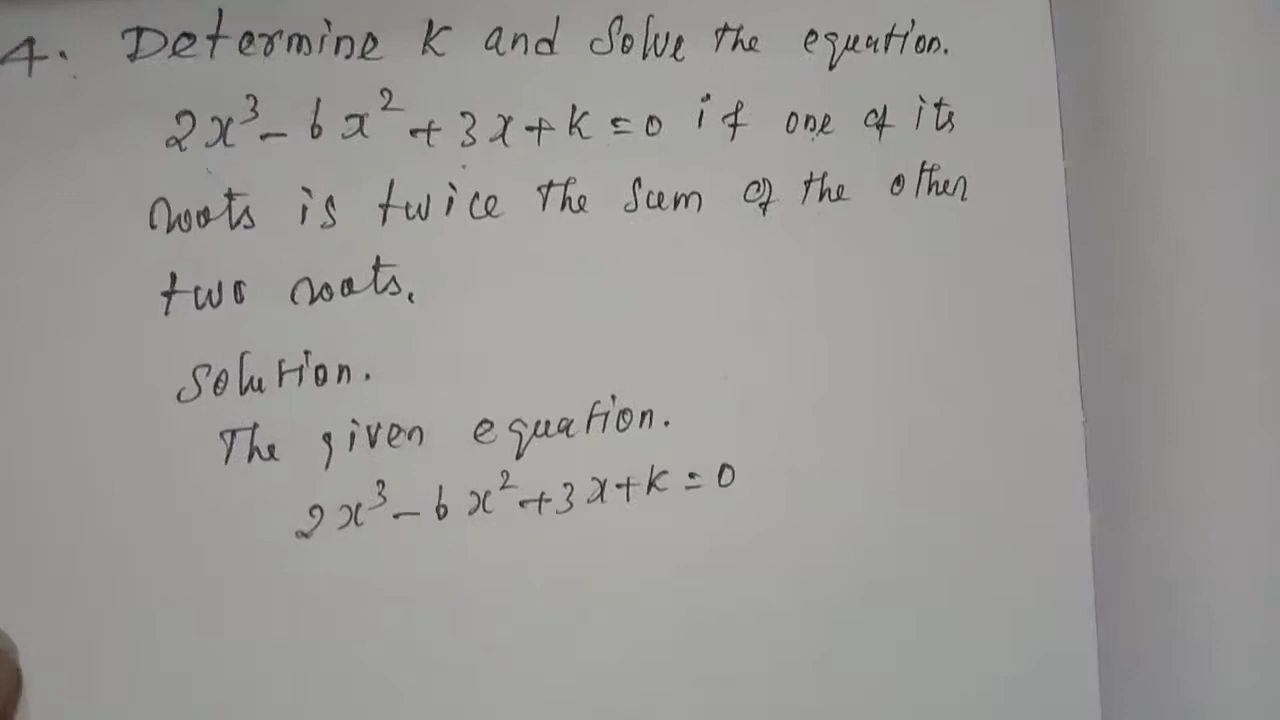 4. Determine k and Solve the equation.
2x³ - 6x² + 3x + k = 0 if one of its
roots is twice the sum of the other
two roots.
Solution.
The given equation.
2x³ - 6x² + 3x + k = 0